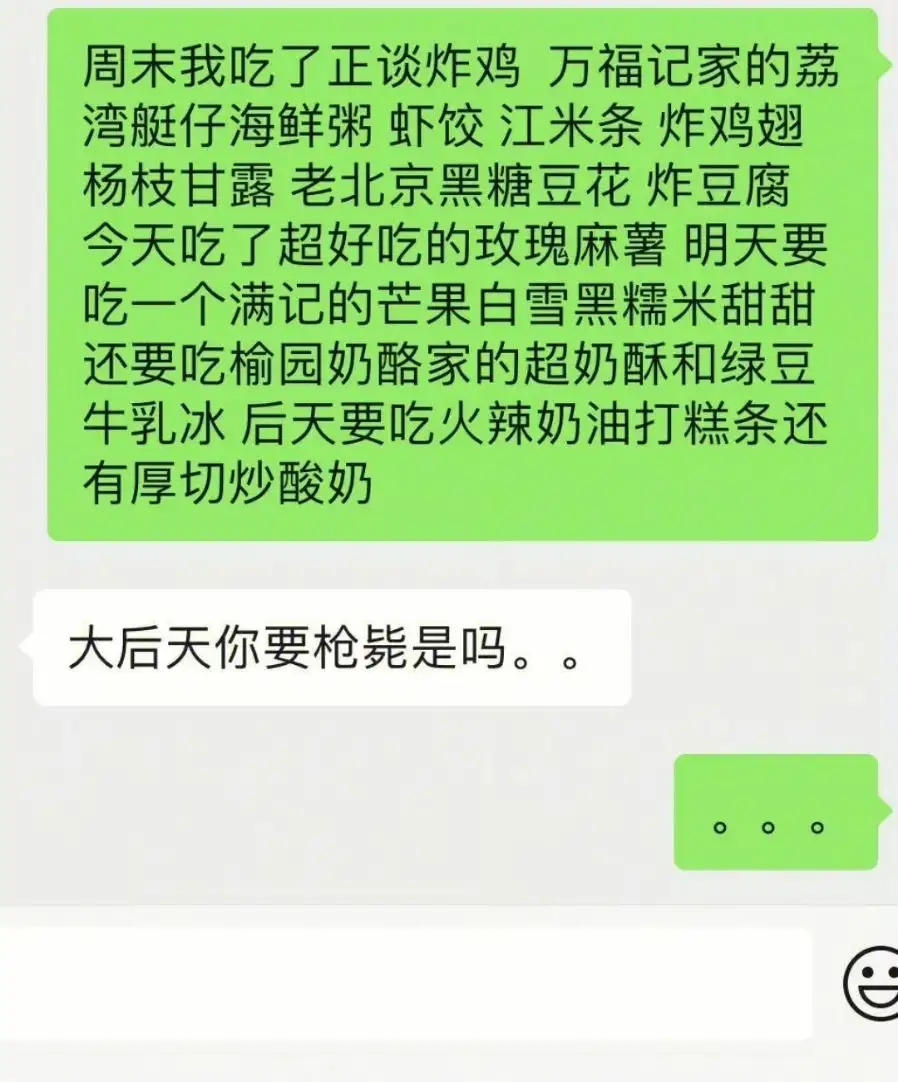 周末我吃了正谈炸鸡 万福记家的荔
湾艇仔海鲜粥 虾饺 江米条 炸鸡翅
杨枝甘露 老北京黑糖豆花 炸豆腐
今天吃了超好吃的玫瑰麻薯 明天要
吃一个满记的芒果白雪黑糯米甜甜
还要吃榆园奶酪家的超奶酥和绿豆
牛乳冰 后天要吃火辣奶油打糕条还
有厚切炒酸奶
大后天你要枪毙是吗。。
。。。